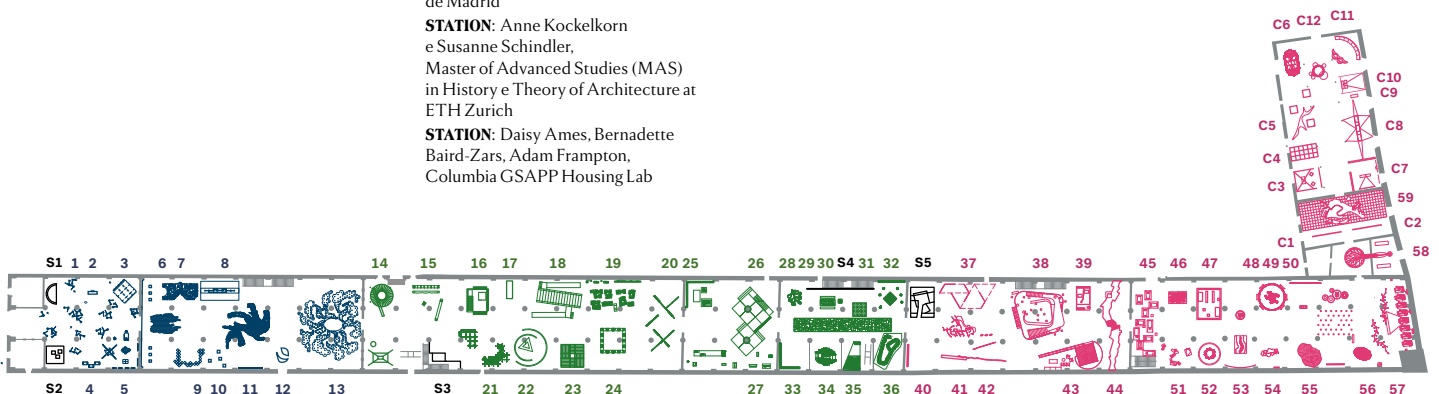 de Madrid
STATION: Anne Kockelkorn
e Susanne Schindler,
Master of Advanced Studies (MAS)
in History e Theory of Architecture at
ETH Zurich
STATION: Daisy Ames, Bernadette
Baird-Zars, Adam Frampton,
Columbia GSAPP Housing Lab
C6 C12 C11
C10
C9
C5 C8
C4
C7
C3
59
C2
C1
58
S1 1 2 3 6 7 8 14 15 16 17 18 19 20 25 26 28 29 30 S4 31 32 S5 37 38 39 45 46 47 48 49 50
S2 4 5 9 10 11 12 13 S3 21 22 23 24 27 33 34 35 36 40 41 42 43 44 51 52 53 54 55 56 57